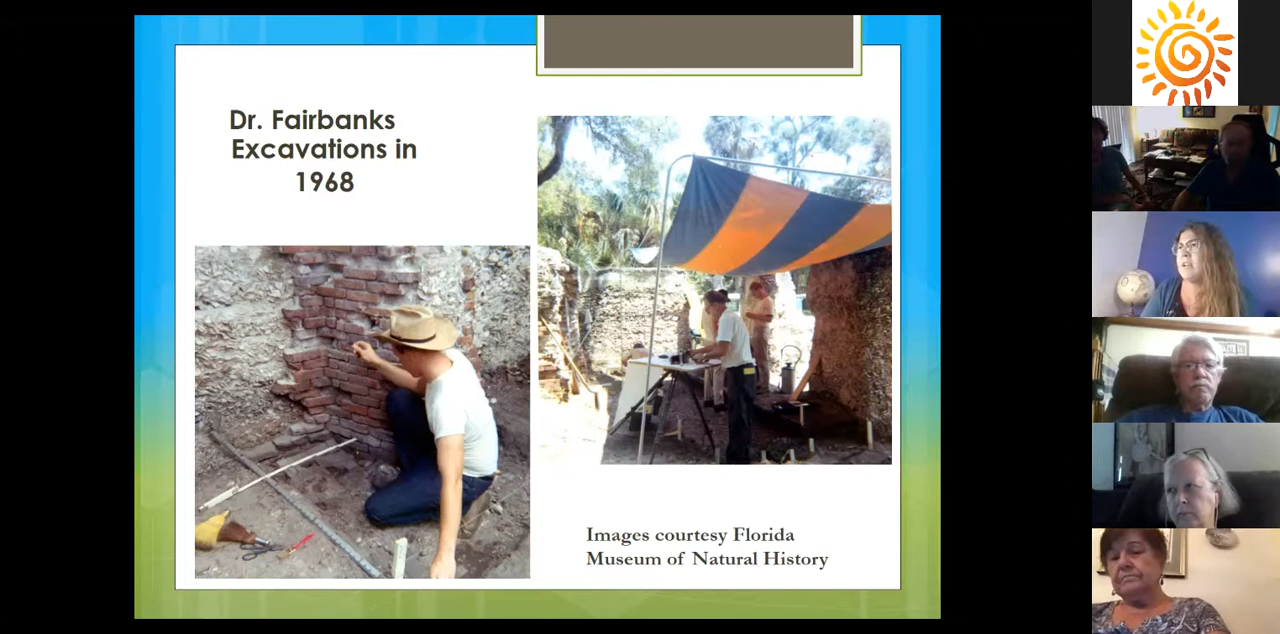 Dr. Fairbanks
Excavations in
1968
Images courtesy Florida
Museum of Natural History